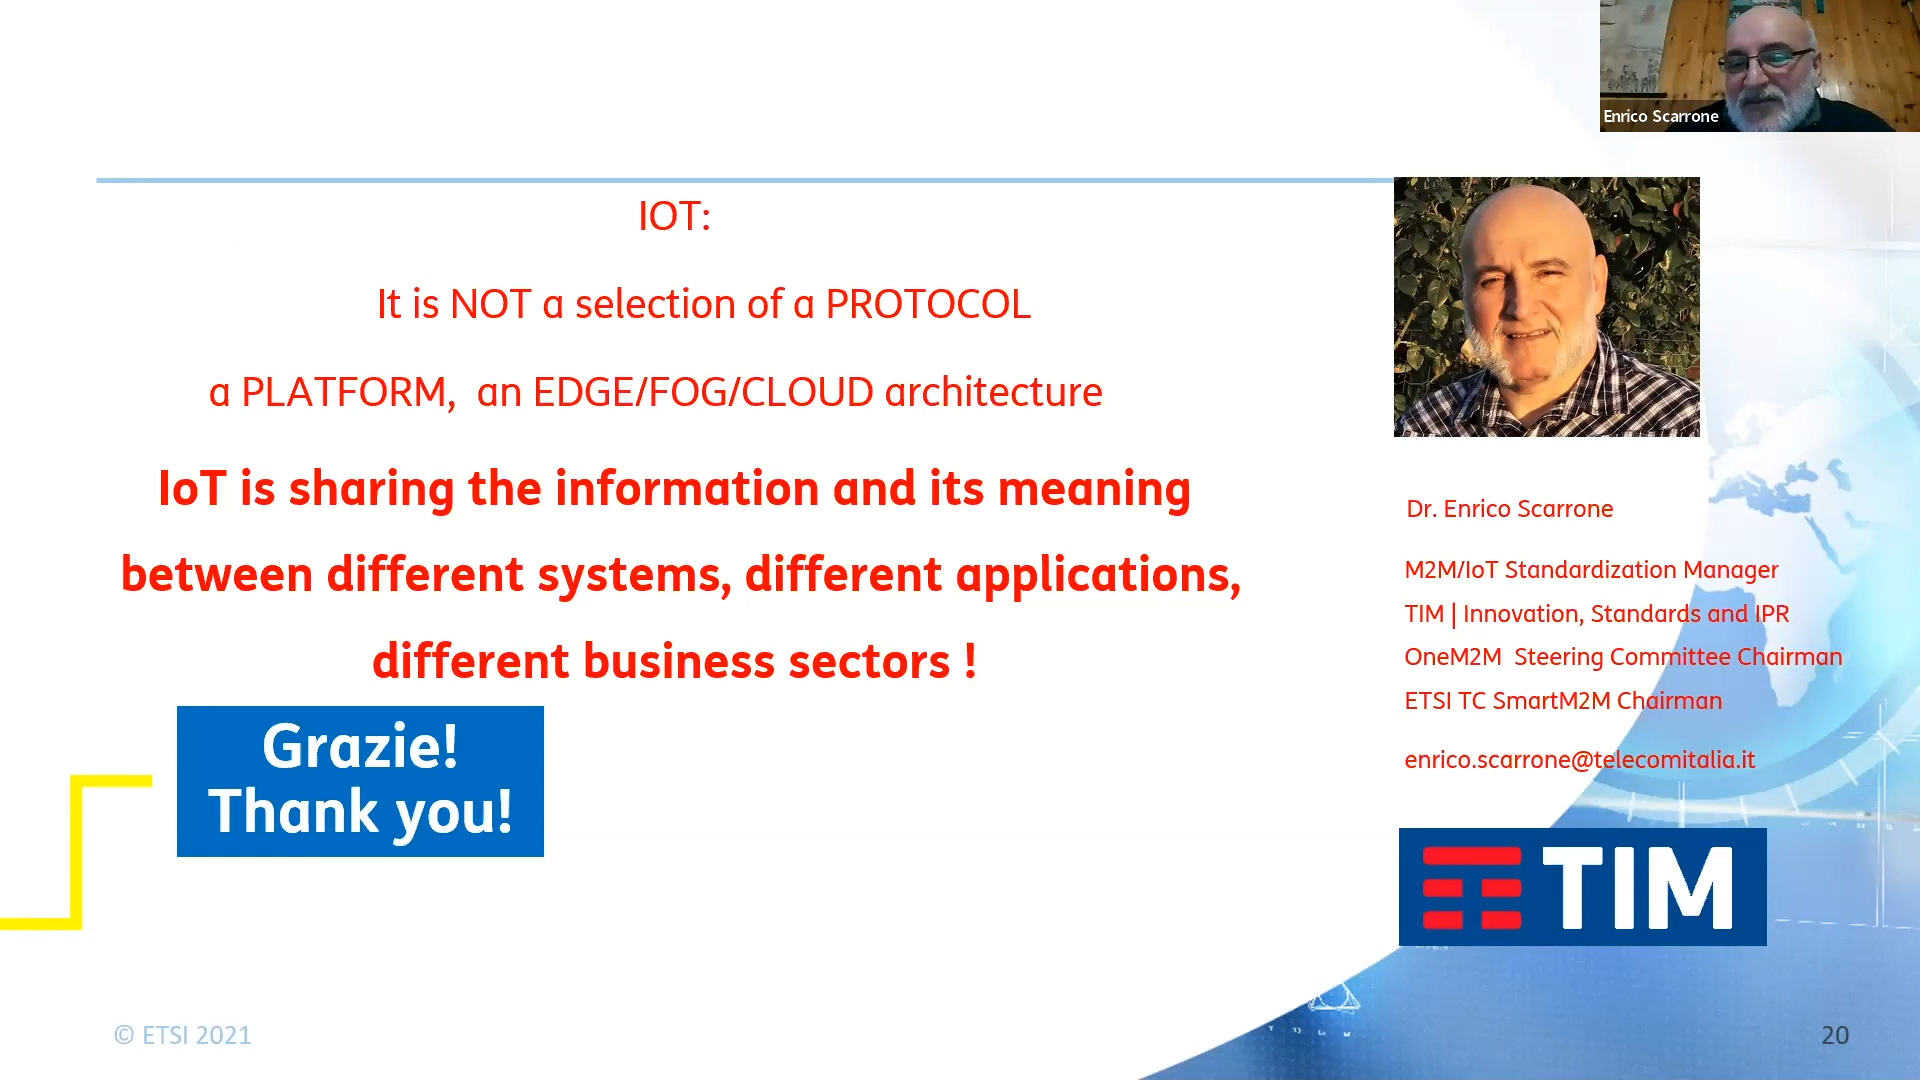 Enrico Scarrone
IOT:
It is NOT a selection of a PROTOCOL
a PLATFORM, an EDGE/FOG/CLOUD architecture
IoT is sharing the information and its meaning
between different systems, different applications,
different business sectors !
Grazie!
Thank you!
Dr. Enrico Scarrone
M2M/IoT Standardization Manager
TIM | Innovation, Standards and IPR
OneM2M Steering Committee Chairman
ETSI TC SmartM2M Chairman
enrico.scarrone@telecomitalia.it
TIM
© ETSI 2021
20